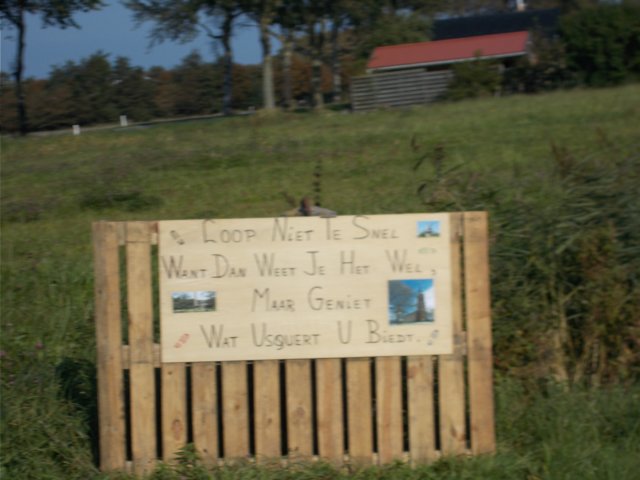 Loop Niet Te Snel
Want Dan Weet Je Het Wel,
Maar Geniet
Wat Usquert U Biedt.